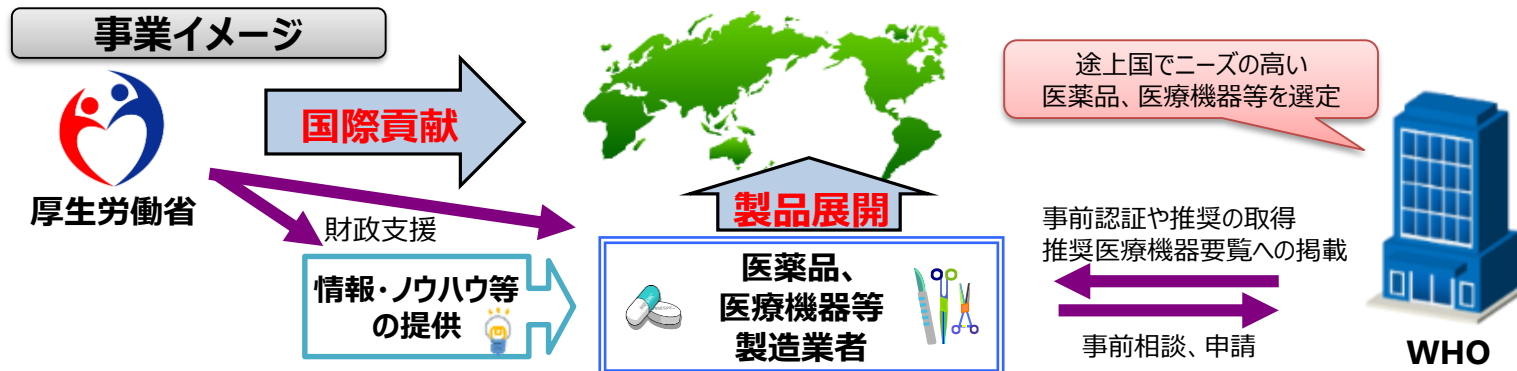 事業イメージ
厚生労働省
国際貢献
財政支援
情報・ノウハウ等
の提供
製品展開
医薬品、
医療機器等
製造業者
途上国でニーズの高い
医薬品、医療機器等を選定
事前認証や推奨の取得
推奨医療機器要覧への掲載
事前相談、申請
WHO